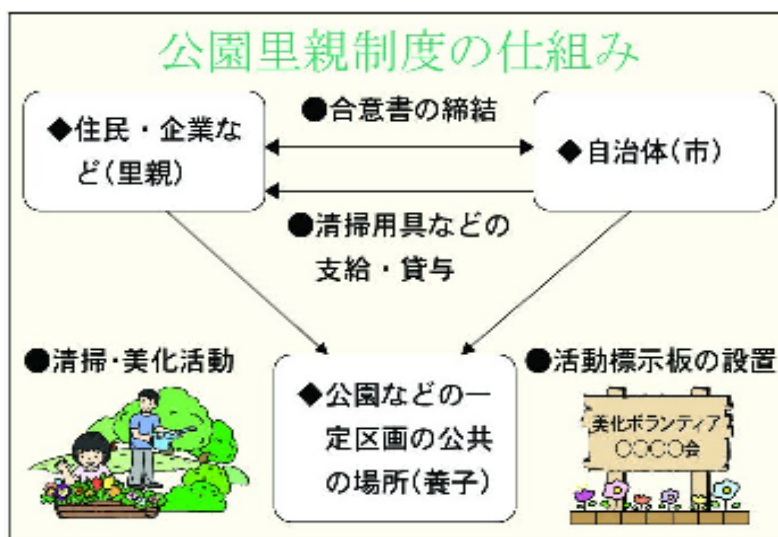 公園里親制度の仕組み
◆住民・企業な
ど(里親)
●合意書の締結
◆自治体(市)
●清掃用具などの
支給・貸与
●清掃・美化活動
◆公園などの一
定区画の公共
の場所(養子)
●活動標示板の設置
美化ボランティア
○○○○会